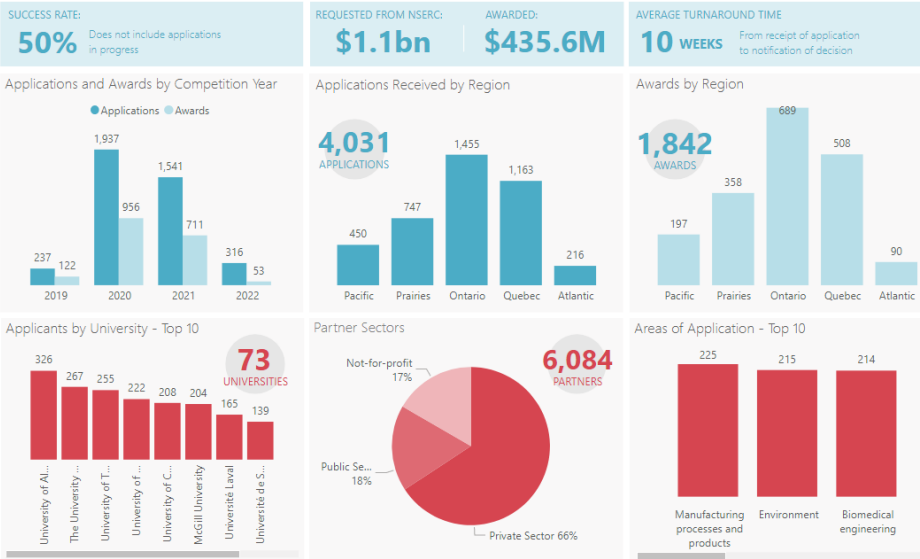 SUCCESS RATE:
50%
Does not include applications
in progress
REQUESTED FROM NSERC:
$1.1bn
AWARDED:
$435.6M
AVERAGE TURNAROUND TIME
10 WEEKS
From receipt of application
to notification of decision
Applications and Awards by Competition Year
Applications Awards
1,937
1,541
956
711
237
122
316
53
2019 2020 2021 2022
Applications Received by Region
4,031
APPLICATIONS
450
747
1,455
1,163
216
Pacific Prairies Ontario Quebec Atlantic
Awards by Region
1,842
AWARDS
197
358
689
508
90
Pacific Prairies Ontario Quebec Atlantic
Applicants by University - Top 10
73
UNIVERSITIES
326
267
255
222
208
204
165
139
University of Al...
The University ...
University of T...
University of ...
University of C...
McGill University
Université Laval
Université de S...
Partner Sectors
6,084
PARTNERS
Not-for-profit
17%
Public Se...
18%
Private Sector 66%
Areas of Application - Top 10
225
215
214
Manufacturing
processes and
products
Environment
Biomedical
engineering